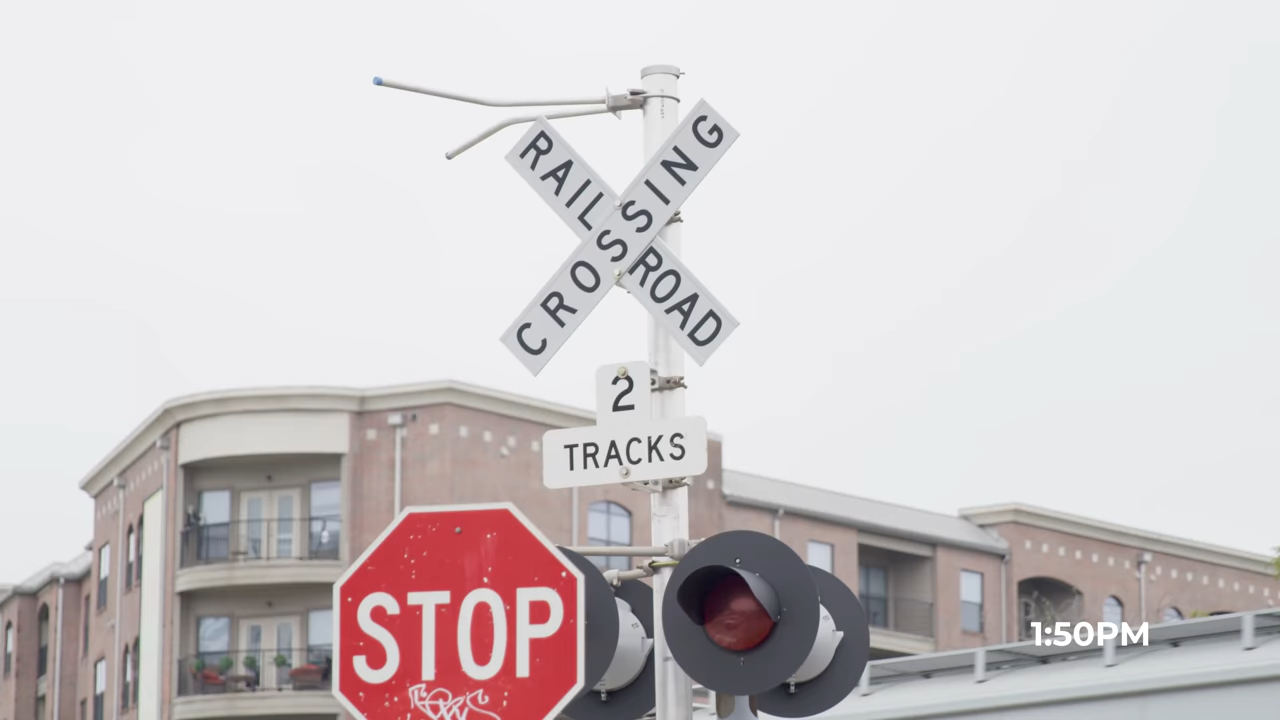 RAILROAD
CROSSING
2
TRACKS
STOP
1:50PM